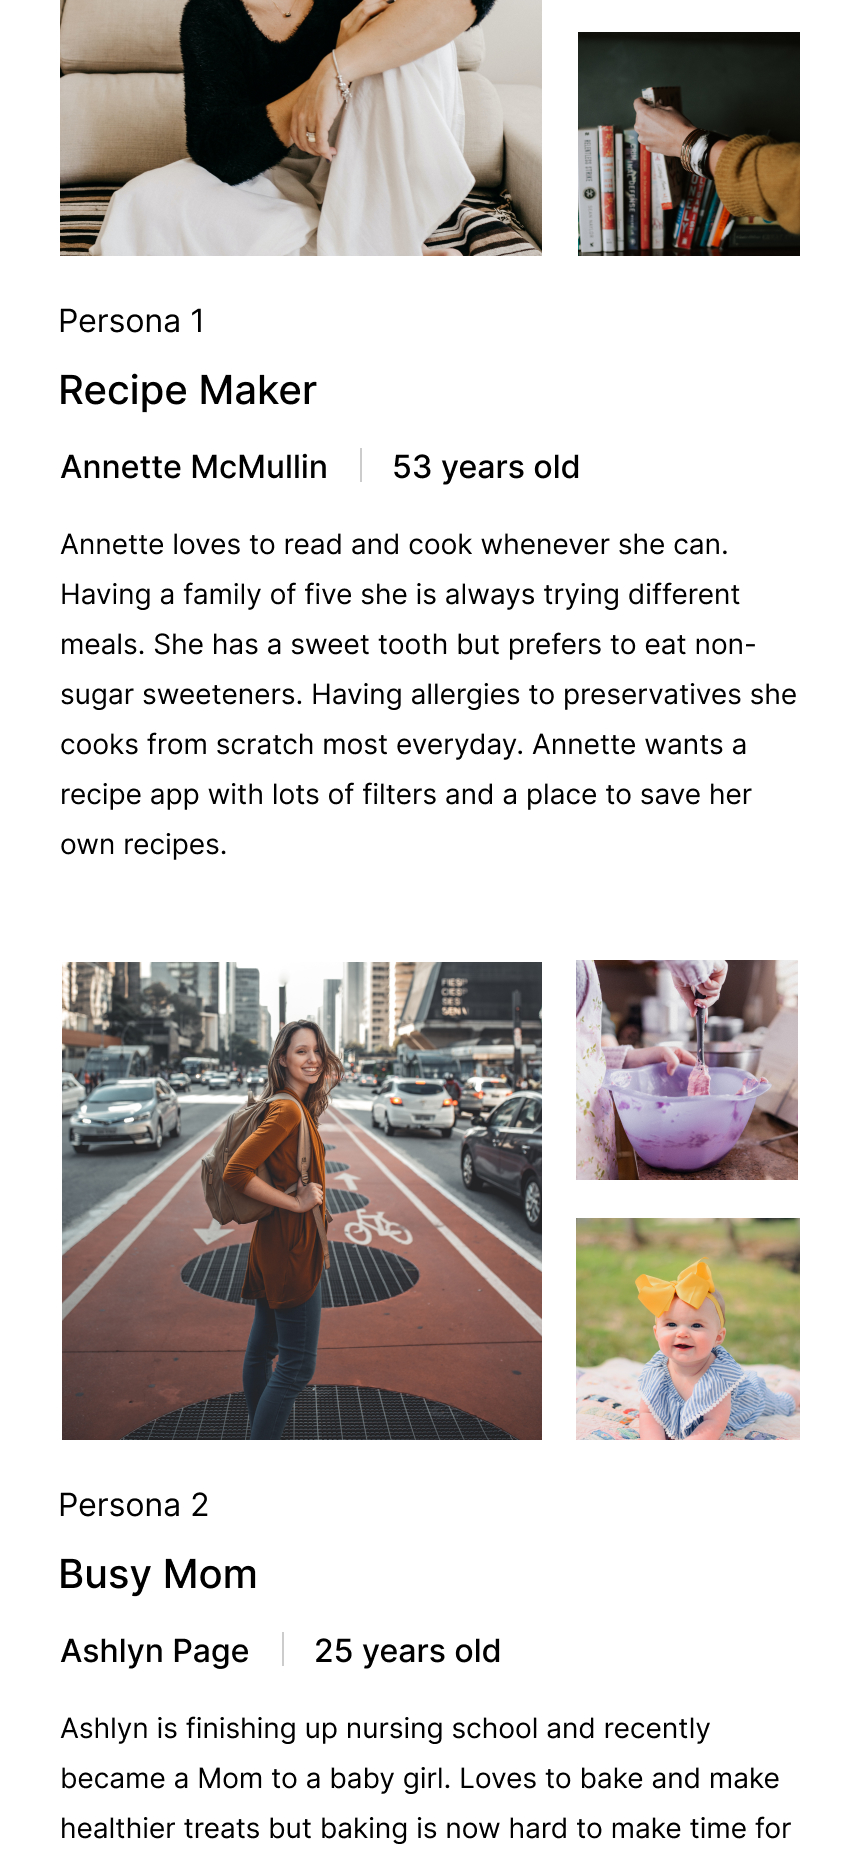 Persona 1
Recipe Maker
Annette McMullin | 53 years old
Annette loves to read and cook whenever she can.
Having a family of five she is always trying different
meals. She has a sweet tooth but prefers to eat non-
sugar sweeteners. Having allergies to preservatives she
cooks from scratch most everyday. Annette wants a
recipe app with lots of filters and a place to save her
own recipes.
Persona 2
Busy Mom
Ashlyn Page | 25 years old
Ashlyn is finishing up nursing school and recently
became a Mom to a baby girl. Loves to bake and make
healthier treats but baking is now hard to make time for